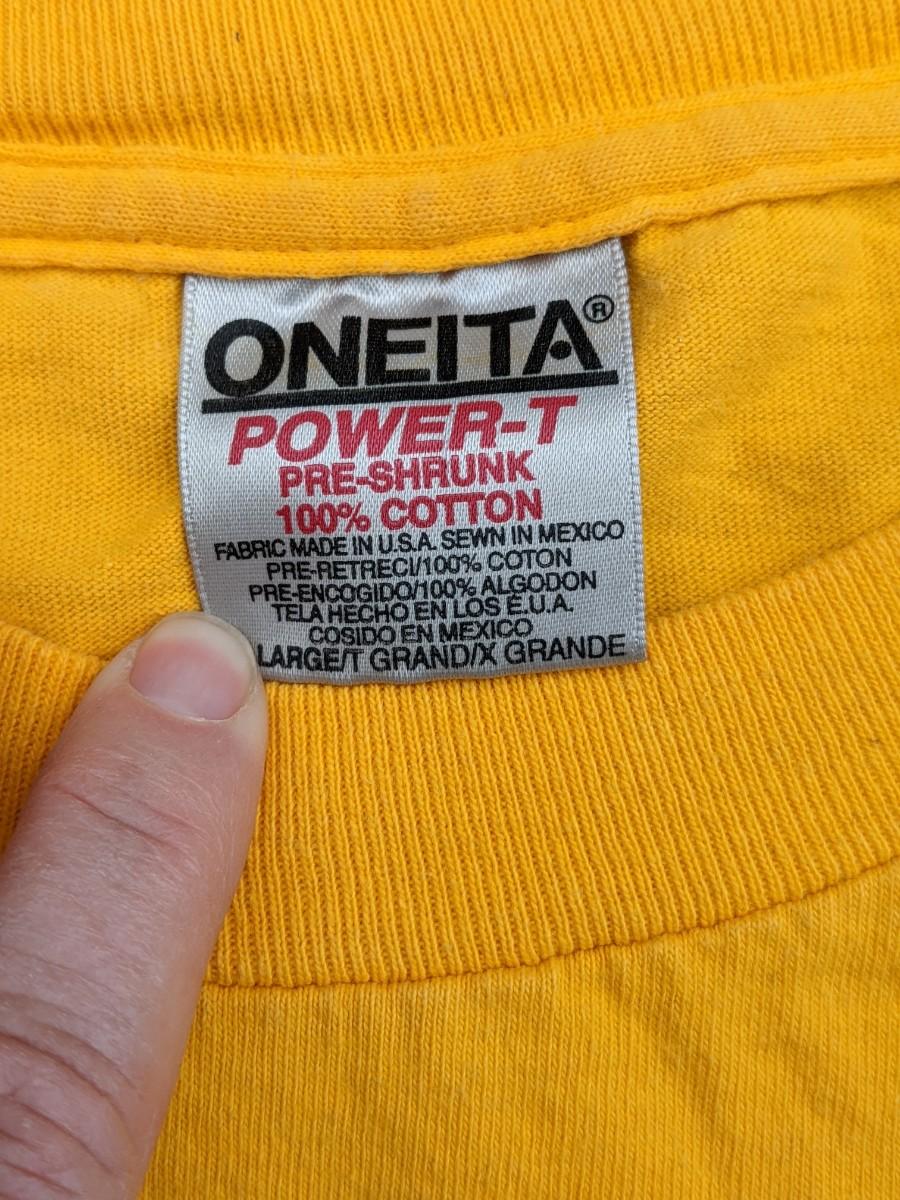 ONEITA®
POWER-T
PRE-SHRUNK
100% COTTON
FABRIC MADE IN U.S.A. SEWN IN MEXICO
PRE-RETRECI/100% COTON
PRE-ENCOGIDO/100% ALGODON
TELA HECHO EN LOS E.U.A.
COSIDO EN MEXICO
LARGE/T GRAND/X GRANDE